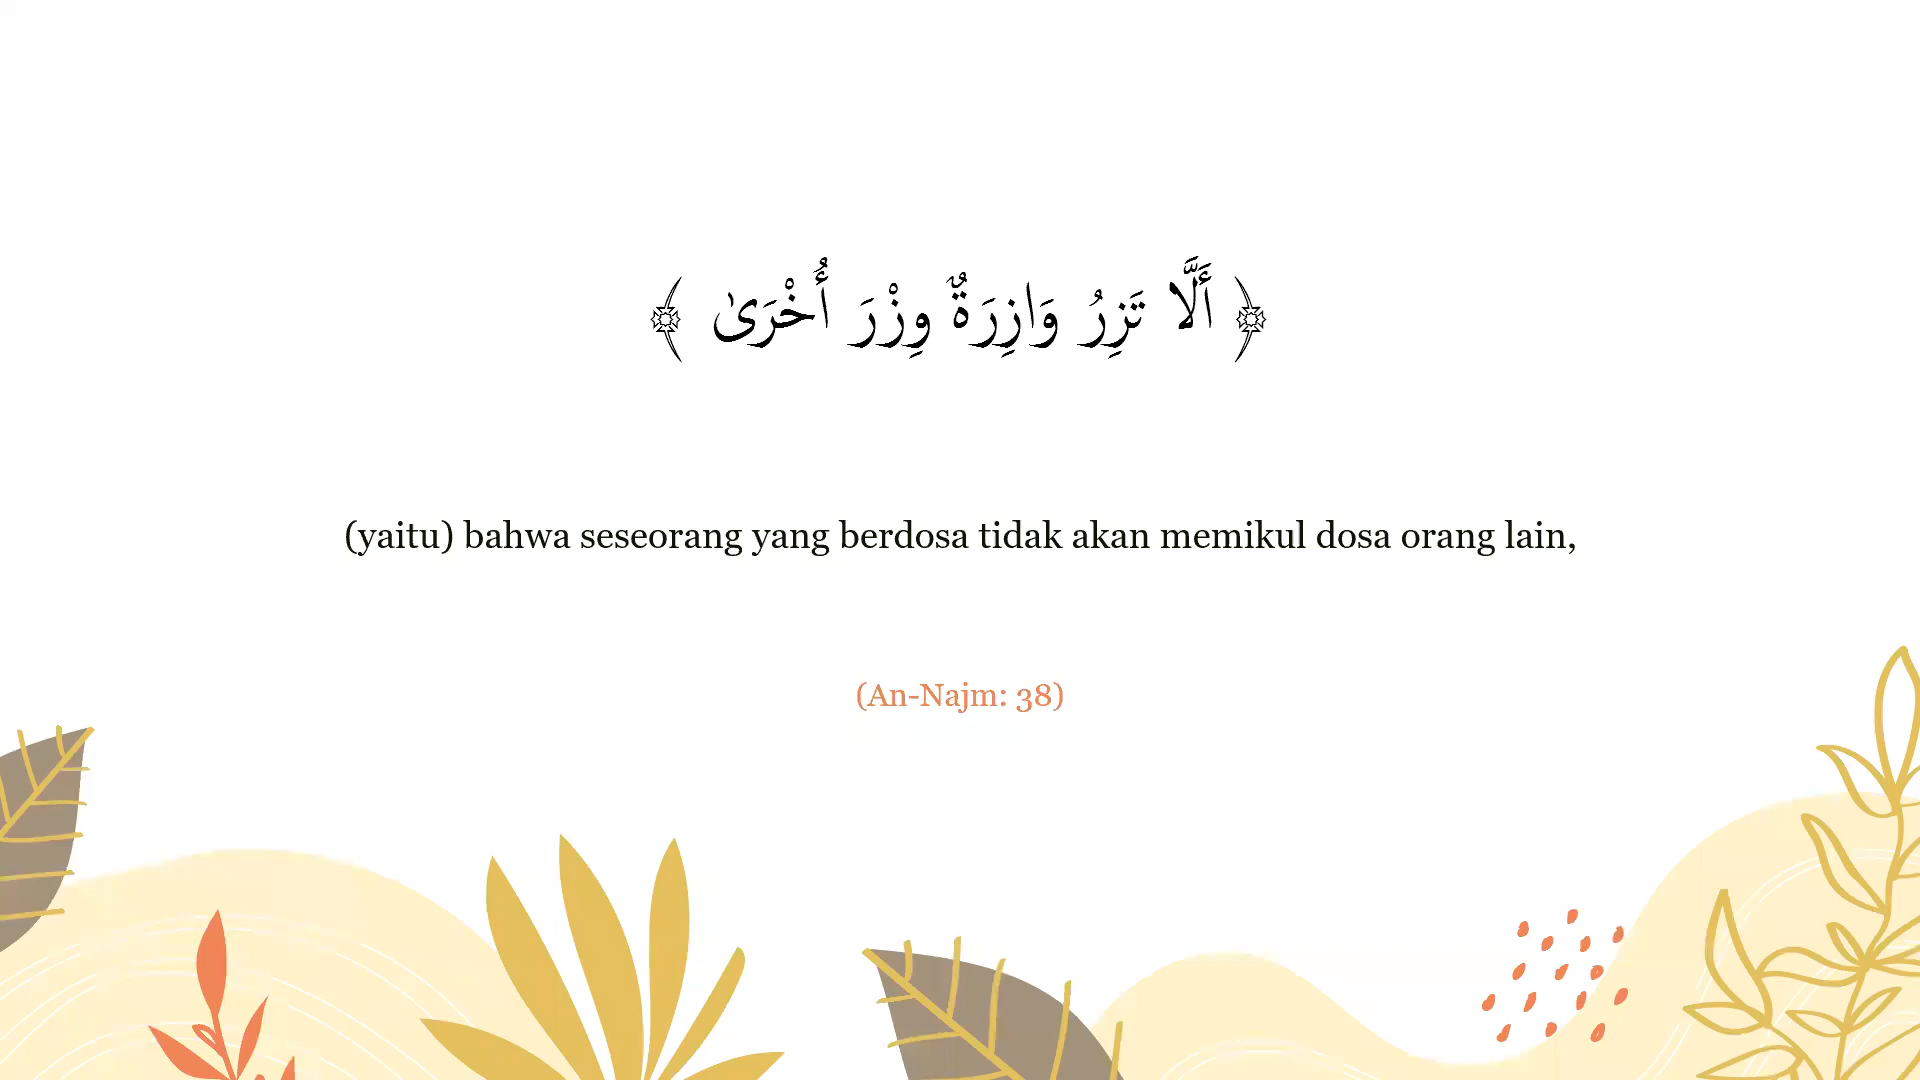 ﴿ أَلَّا تَزِرُ وَازِرَةٌ وِزْرَ أُخْرَىٰ ﴾
(yaitu) bahwa seseorang yang berdosa tidak akan memikul dosa orang lain,
(An-Najm: 38)